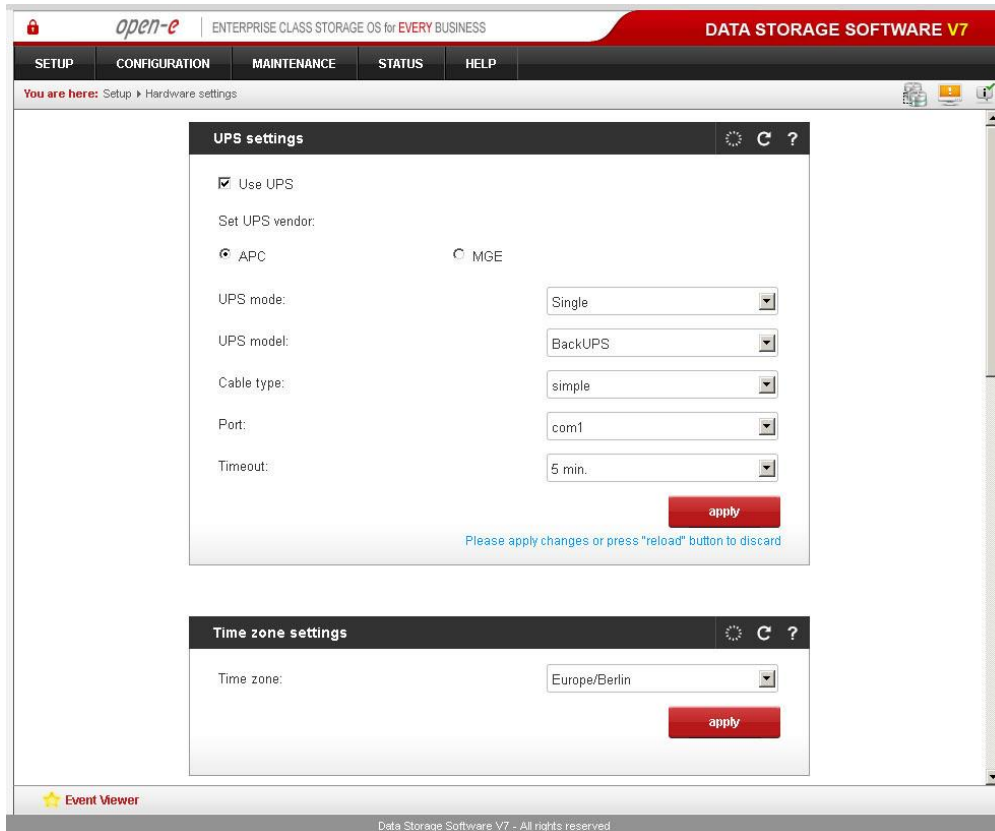 open-e ENTERPRISE CLASS STORAGE OS for EVERY BUSINESS DATA STORAGE SOFTWARE V7
SETUP CONFIGURATION MAINTENANCE STATUS HELP
You are here: Setup Hardware settings
UPS settings ?
Use UPS
Set UPS vendor:
APC MGE
UPS mode: Single
UPS model: BackUPS
Cable type: simple
Port: com1
Timeout: 5 min.
apply
Please apply changes or press "reload" button to discard
Time zone settings ?
Time zone: Europe/Berlin
apply
Event Viewer
Data Storage Software V7 - All rights reserved